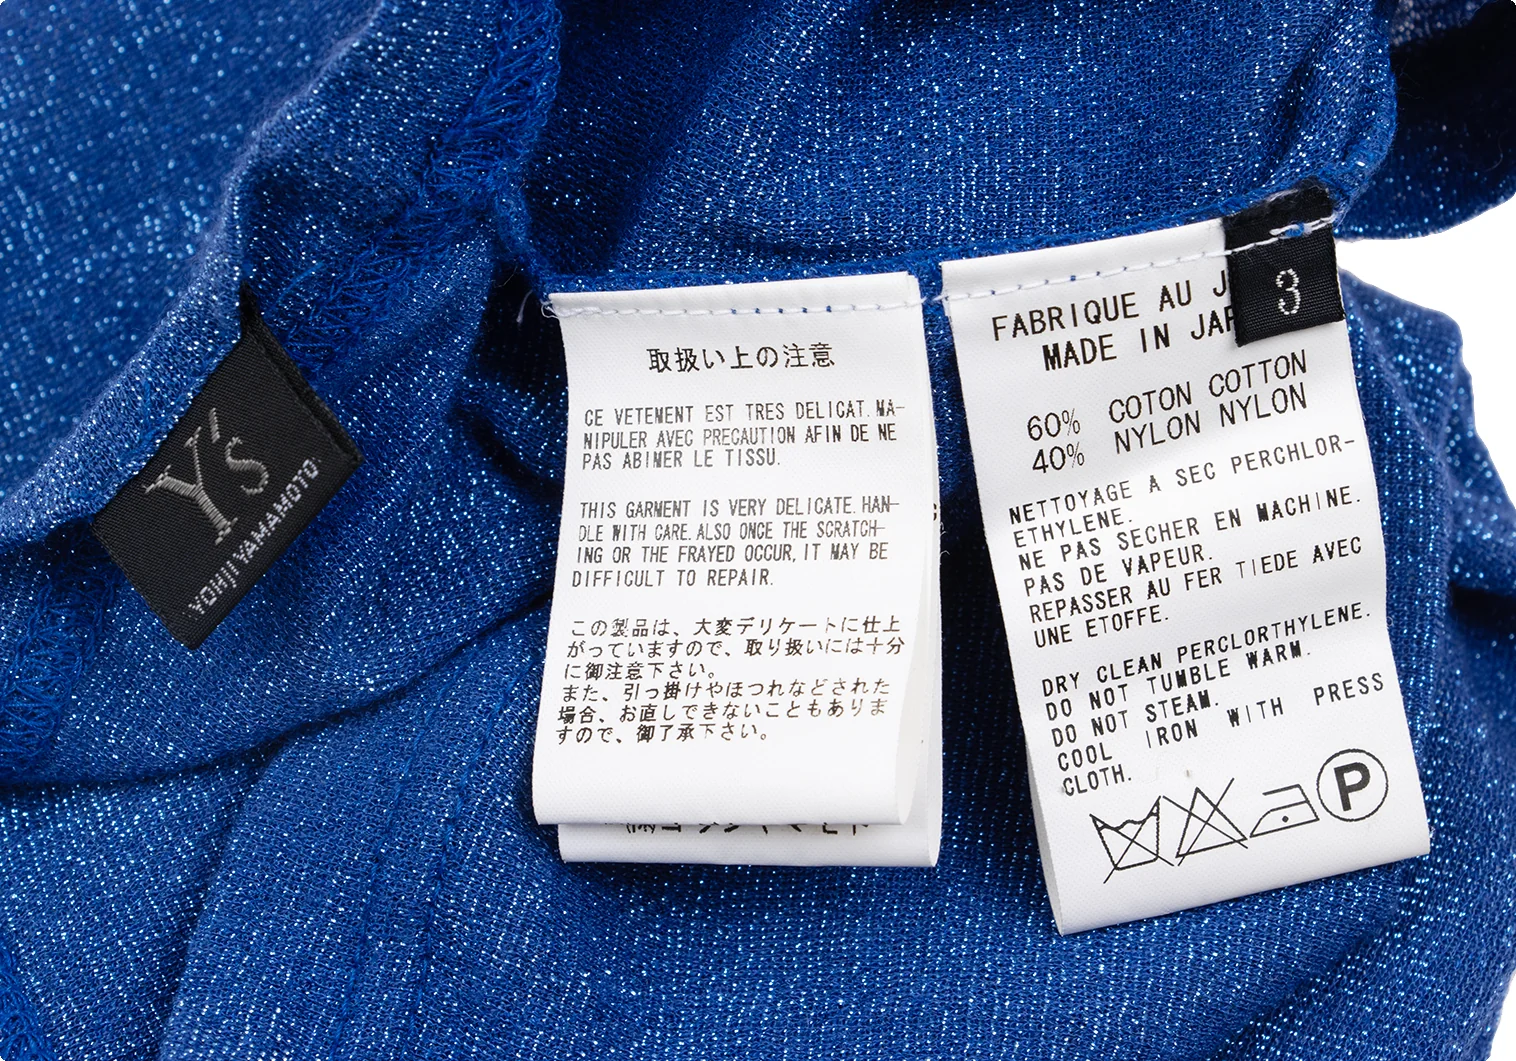 Y's
YOHJI YAMAMOTO.
取扱い上の注意
CE VETEMENT EST TRES DELICAT. MA-
NIPULER AVEC PRECAUTION AFIN DE NE
PAS ABIMER LE TISSU.
THIS GARMENT IS VERY DELICATE. HAN-
DLE WITH CARE. ALSO ONCE THE SCRATCH-
ING OR THE FRAYED OCCUR, IT MAY BE
DIFFICULT TO REPAIR.
この製品は、大変デリケートに仕上
がっていますので、取り扱いには十分
に御注意下さい。
また、引っ掛けやほつれなどされた
場合、お直しできないこともありま
すので、御了承下さい。
3
FABRIQUE AU J
MADE IN JAP
60% COTON COTTON
40% NYLON NYLON
NETTOYAGE A SEC PERCHLOR-
ETHYLENE.
NE PAS SECHER EN MACHINE.
PAS DE VAPEUR.
REPASSER AU FER TIEDE AVEC
UNE ETOFFE.
DRY CLEAN PERCLORTHYLENE.
DO NOT TUMBLE WARM.
DO NOT STEAM.
COOL IRON WITH PRESS
CLOTH.
P